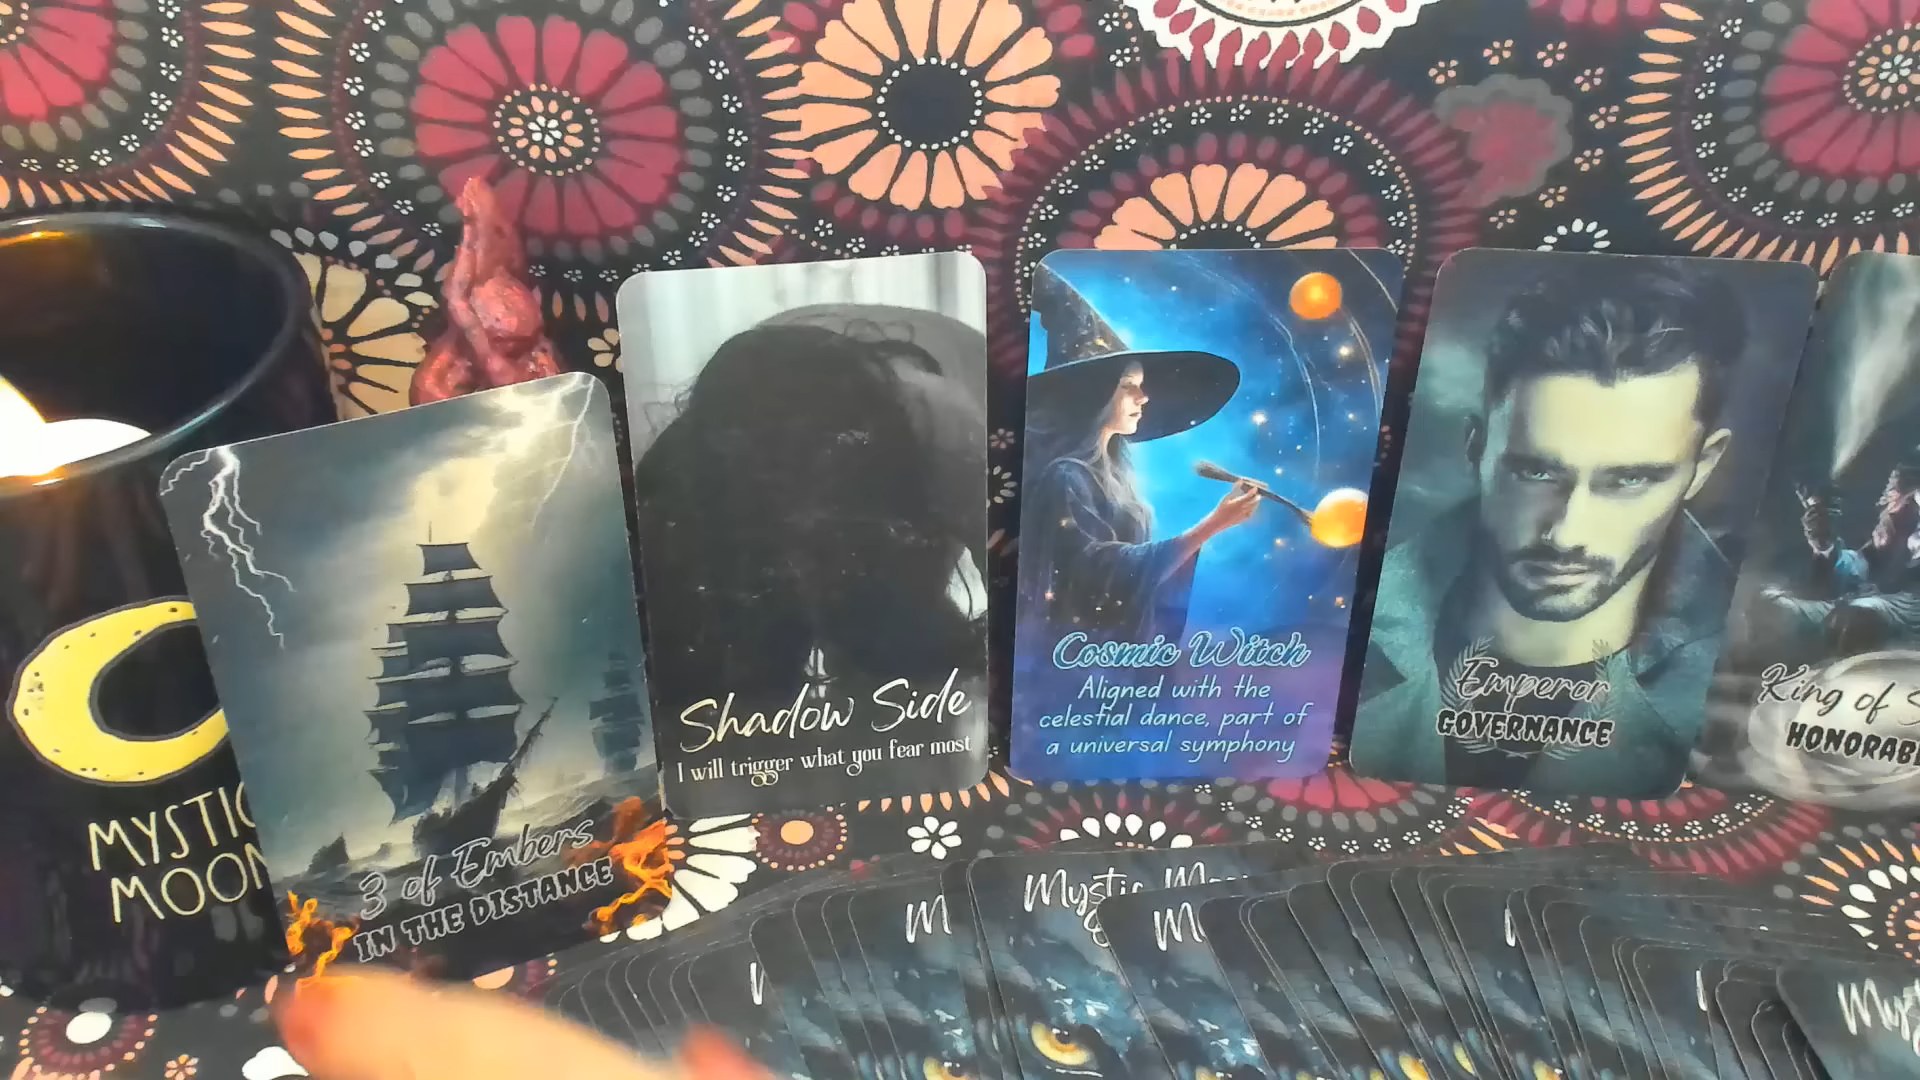 MYSTIC
MOON
3 of Embers
IN THE DISTANCE
Shadow Side
I will trigger what you fear most
Cosmic Witch
Aligned with the
celestial dance, part of
a universal symphony
Emperor
GOVERNANCE
King of
Mystic